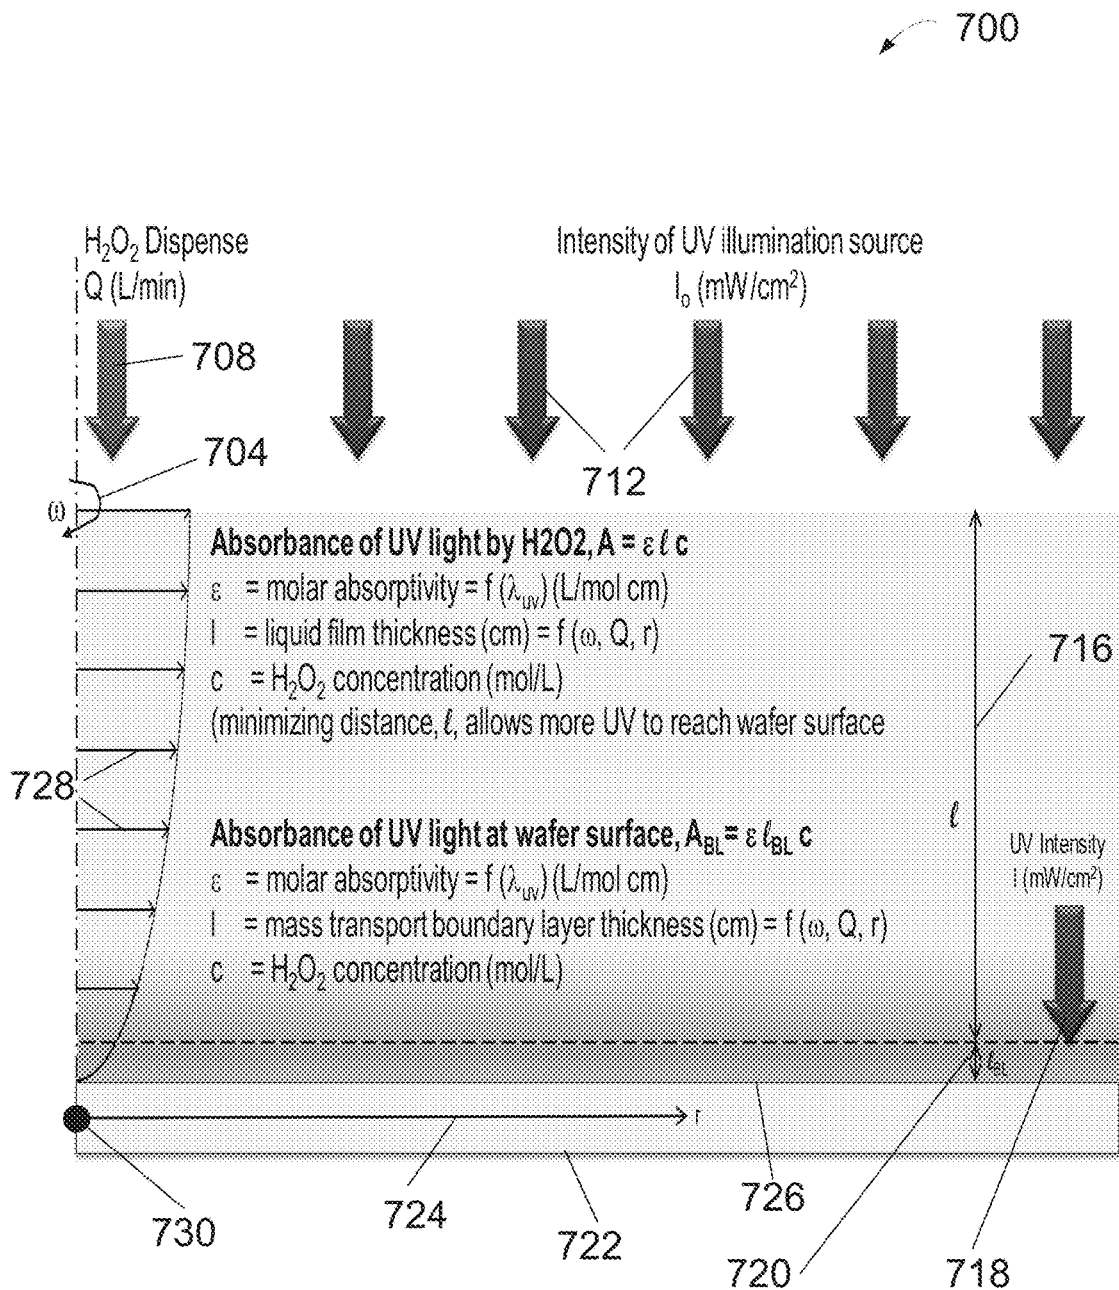 700
H₂O₂ Dispense
Q (L/min)
Intensity of UV illumination source
Iₒ (mW/cm²)
708
704
712
ω
Absorbance of UV light by H2O2, A = ε ℓ c
ε = molar absorptivity = f (λᵤᵥ) (L/mol cm)
l = liquid film thickness (cm) = f (ω, Q, r)
c = H₂O₂ concentration (mol/L)
(minimizing distance, ℓ, allows more UV to reach wafer surface
716
728
ℓ
Absorbance of UV light at wafer surface, A_BL = ε ℓ_BL c
ε = molar absorptivity = f (λᵤᵥ) (L/mol cm)
l = mass transport boundary layer thickness (cm) = f (ω, Q, r)
c = H₂O₂ concentration (mol/L)
UV Intensity
I (mW/cm²)
ℓ_BL
r
730
724
722
726
720
718